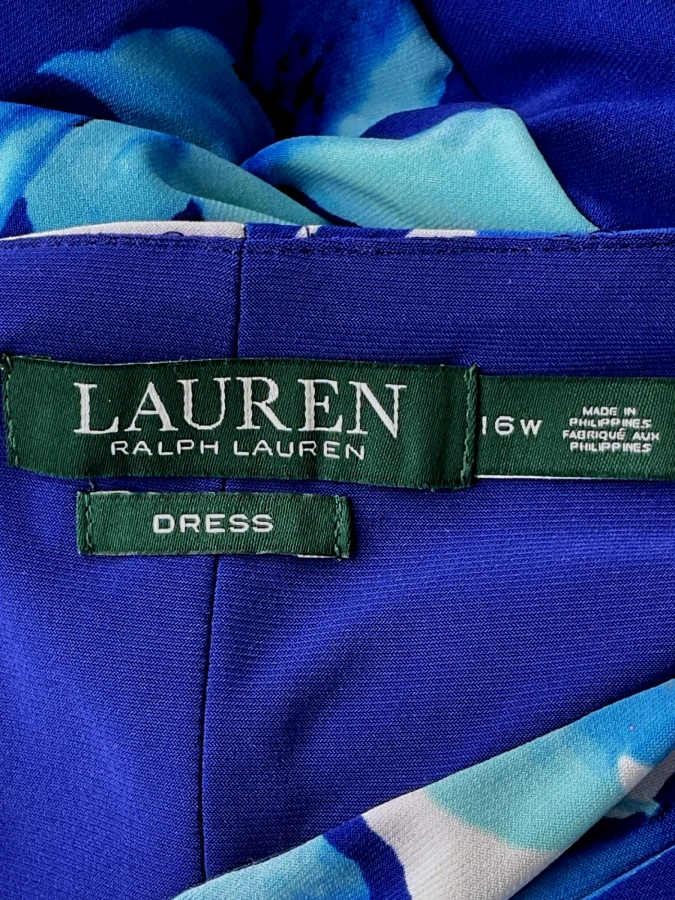 LAUREN
RALPH LAUREN
16W
MADE IN
PHILIPPINES
FABRIQUÉ AUX
PHILIPPINES
DRESS